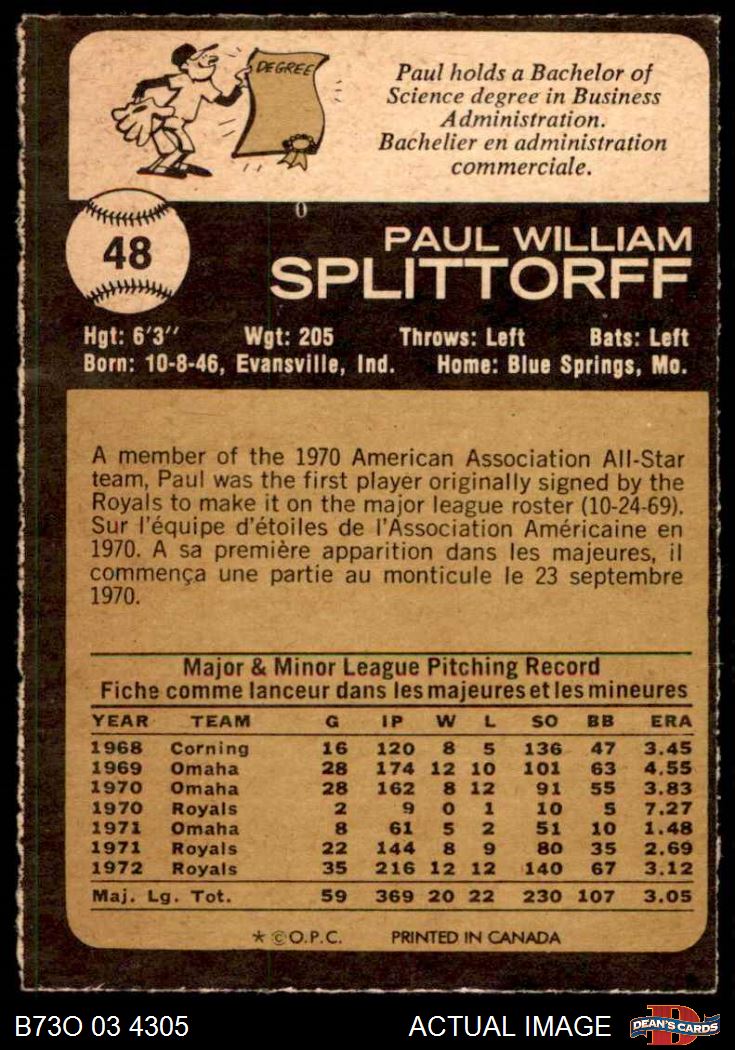 DEGREE
Paul holds a Bachelor of
Science degree in Business
Administration.
Bachelier en administration
commerciale.
48
PAUL WILLIAM
SPLITTORFF
Hgt: 6'3" Wgt: 205 Throws: Left Bats: Left
Born: 10-8-46, Evansville, Ind. Home: Blue Springs, Mo.
A member of the 1970 American Association All-Star
team, Paul was the first player originally signed by the
Royals to make it on the major league roster (10-24-69).
Sur l'équipe d'étoiles de l'Association Américaine en
1970. A sa première apparition dans les majeures, il
commença une partie au monticule le 23 septembre
1970.
Major & Minor League Pitching Record
Fiche comme lanceur dans les majeures et les mineures
YEAR TEAM G IP W L SO BB ERA
1968 Corning 16 120 8 5 136 47 3.45
1969 Omaha 28 174 12 10 101 63 4.55
1970 Omaha 28 162 8 12 91 55 3.83
1970 Royals 2 9 0 1 10 5 7.27
1971 Omaha 8 61 5 2 51 10 1.48
1971 Royals 22 144 8 9 80 35 2.69
1972 Royals 35 216 12 12 140 67 3.12
Maj. Lg. Tot. 59 369 20 22 230 107 3.05
* © O.P.C. PRINTED IN CANADA
B73O 03 4305 ACTUAL IMAGE
D
DEAN'S CARDS